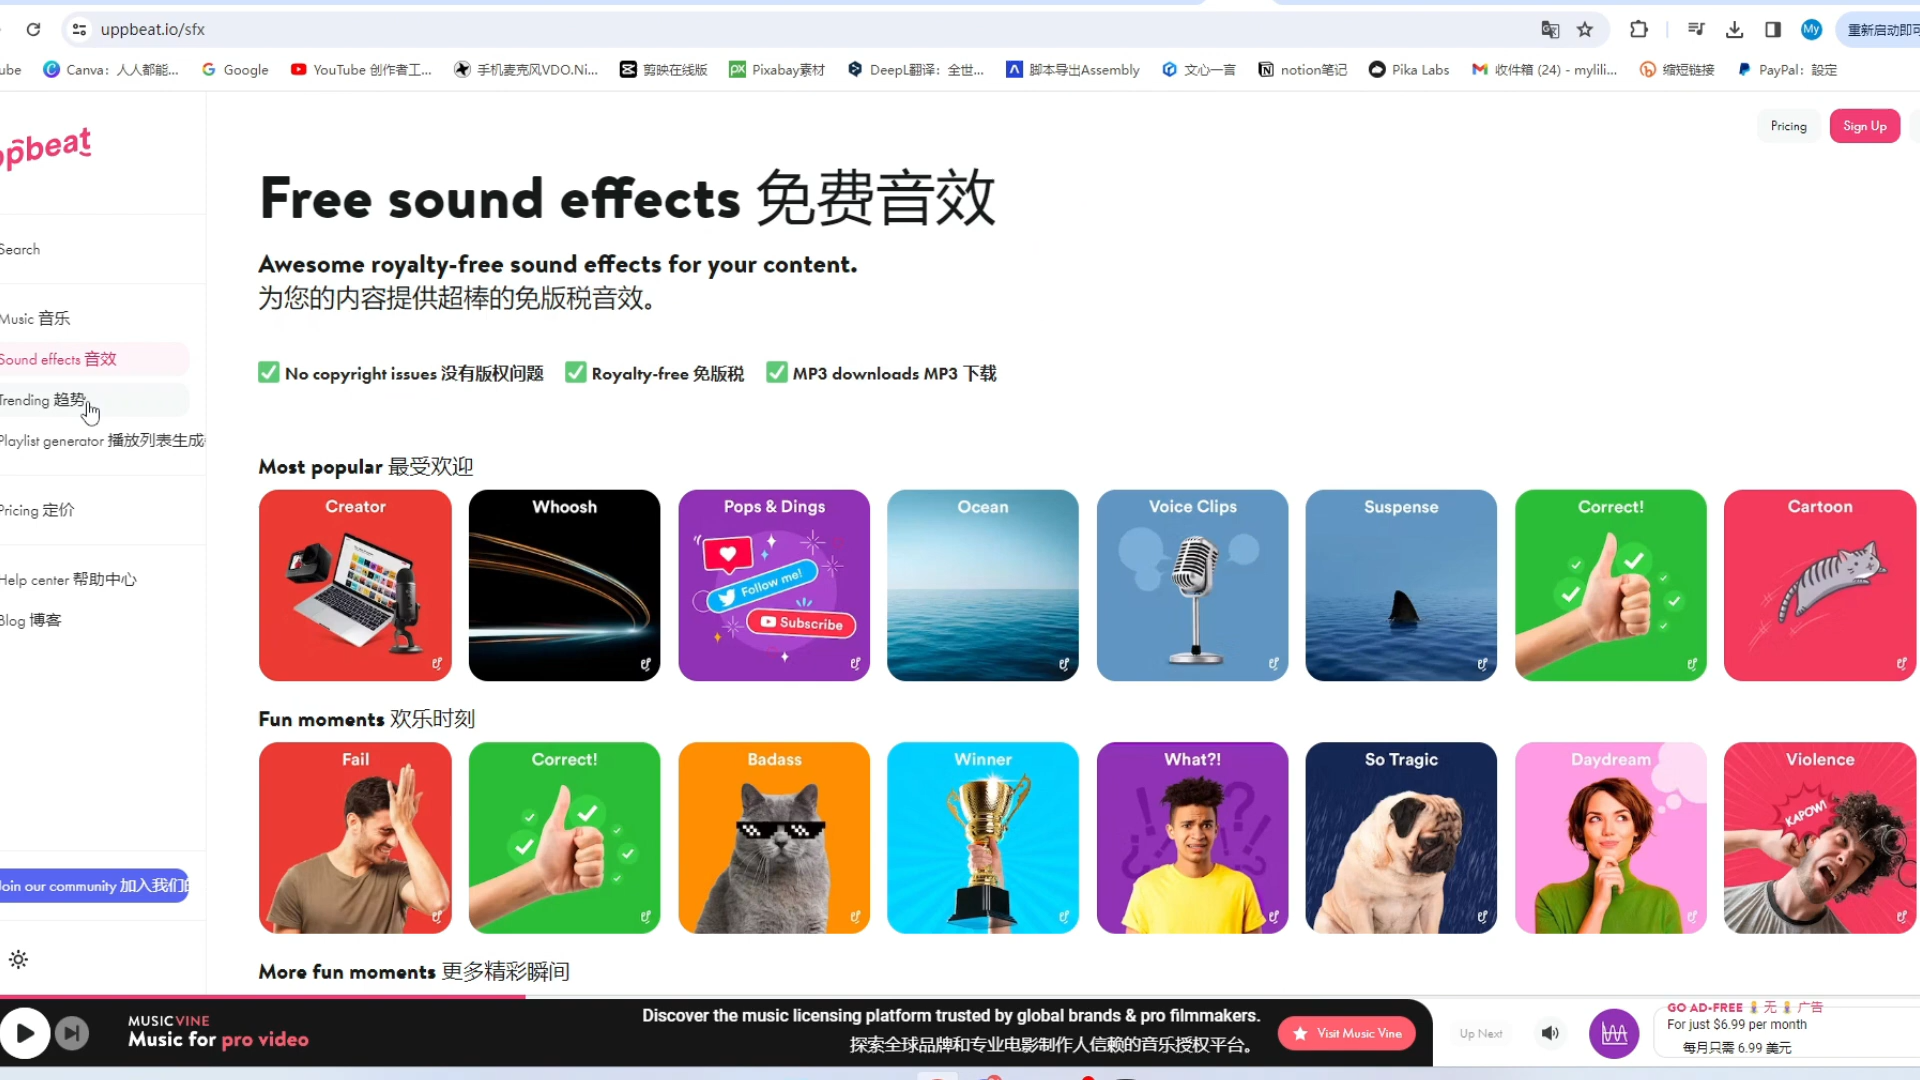 uppbeat.io/sfx
重新启动即可
ube
Canva：人人都能...
Google
YouTube 创作者工...
手机麦克风VDO.Ni...
剪映在线版
Pixabay素材
DeepL翻译：全世...
脚本导出Assembly
文心一言
notion笔记
Pika Labs
收件箱 (24) - mylili...
缩短链接
PayPal：設定
My
ppbeat
Pricing
Sign Up
Search
Music 音乐
Sound effects 音效
Trending 趋势
Playlist generator 播放列表生成
Pricing 定价
Help center 帮助中心
Blog 博客
Join our community 加入我们的
Free sound effects 免费音效
Awesome royalty-free sound effects for your content.
为您的内容提供超棒的免版税音效。
No copyright issues 没有版权问题
Royalty-free 免版税
MP3 downloads MP3 下载
Most popular 最受欢迎
Creator
Whoosh
Pops & Dings
Follow me!
Subscribe
Ocean
Voice Clips
Suspense
Correct!
Cartoon
Fun moments 欢乐时刻
Fail
Correct!
Badass
Winner
What?!
So Tragic
Daydream
Violence
KAPOW!
More fun moments 更多精彩瞬间
MUSICVINE
Music for pro video
Discover the music licensing platform trusted by global brands & pro filmmakers.
探索全球品牌和专业电影制作人信赖的音乐授权平台。
Visit Music Vine
Up Next
GO AD-FREE 无 广告
For just $6.99 per month
每月只需 6.99 美元